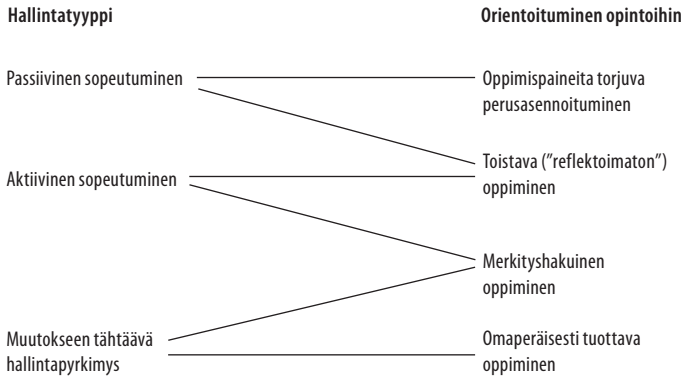 Hallintatyyppi
Orientoituminen opintoihin
Passiivinen sopeutuminen
Oppimispaineita torjuva
perusasennoituminen
Aktiivinen sopeutuminen
Toistava (”reflektoimaton”)
oppiminen
Merkityshakuinen
oppiminen
Muutokseen tähtäävä
hallintapyrkimys
Omaperäisesti tuottava
oppiminen